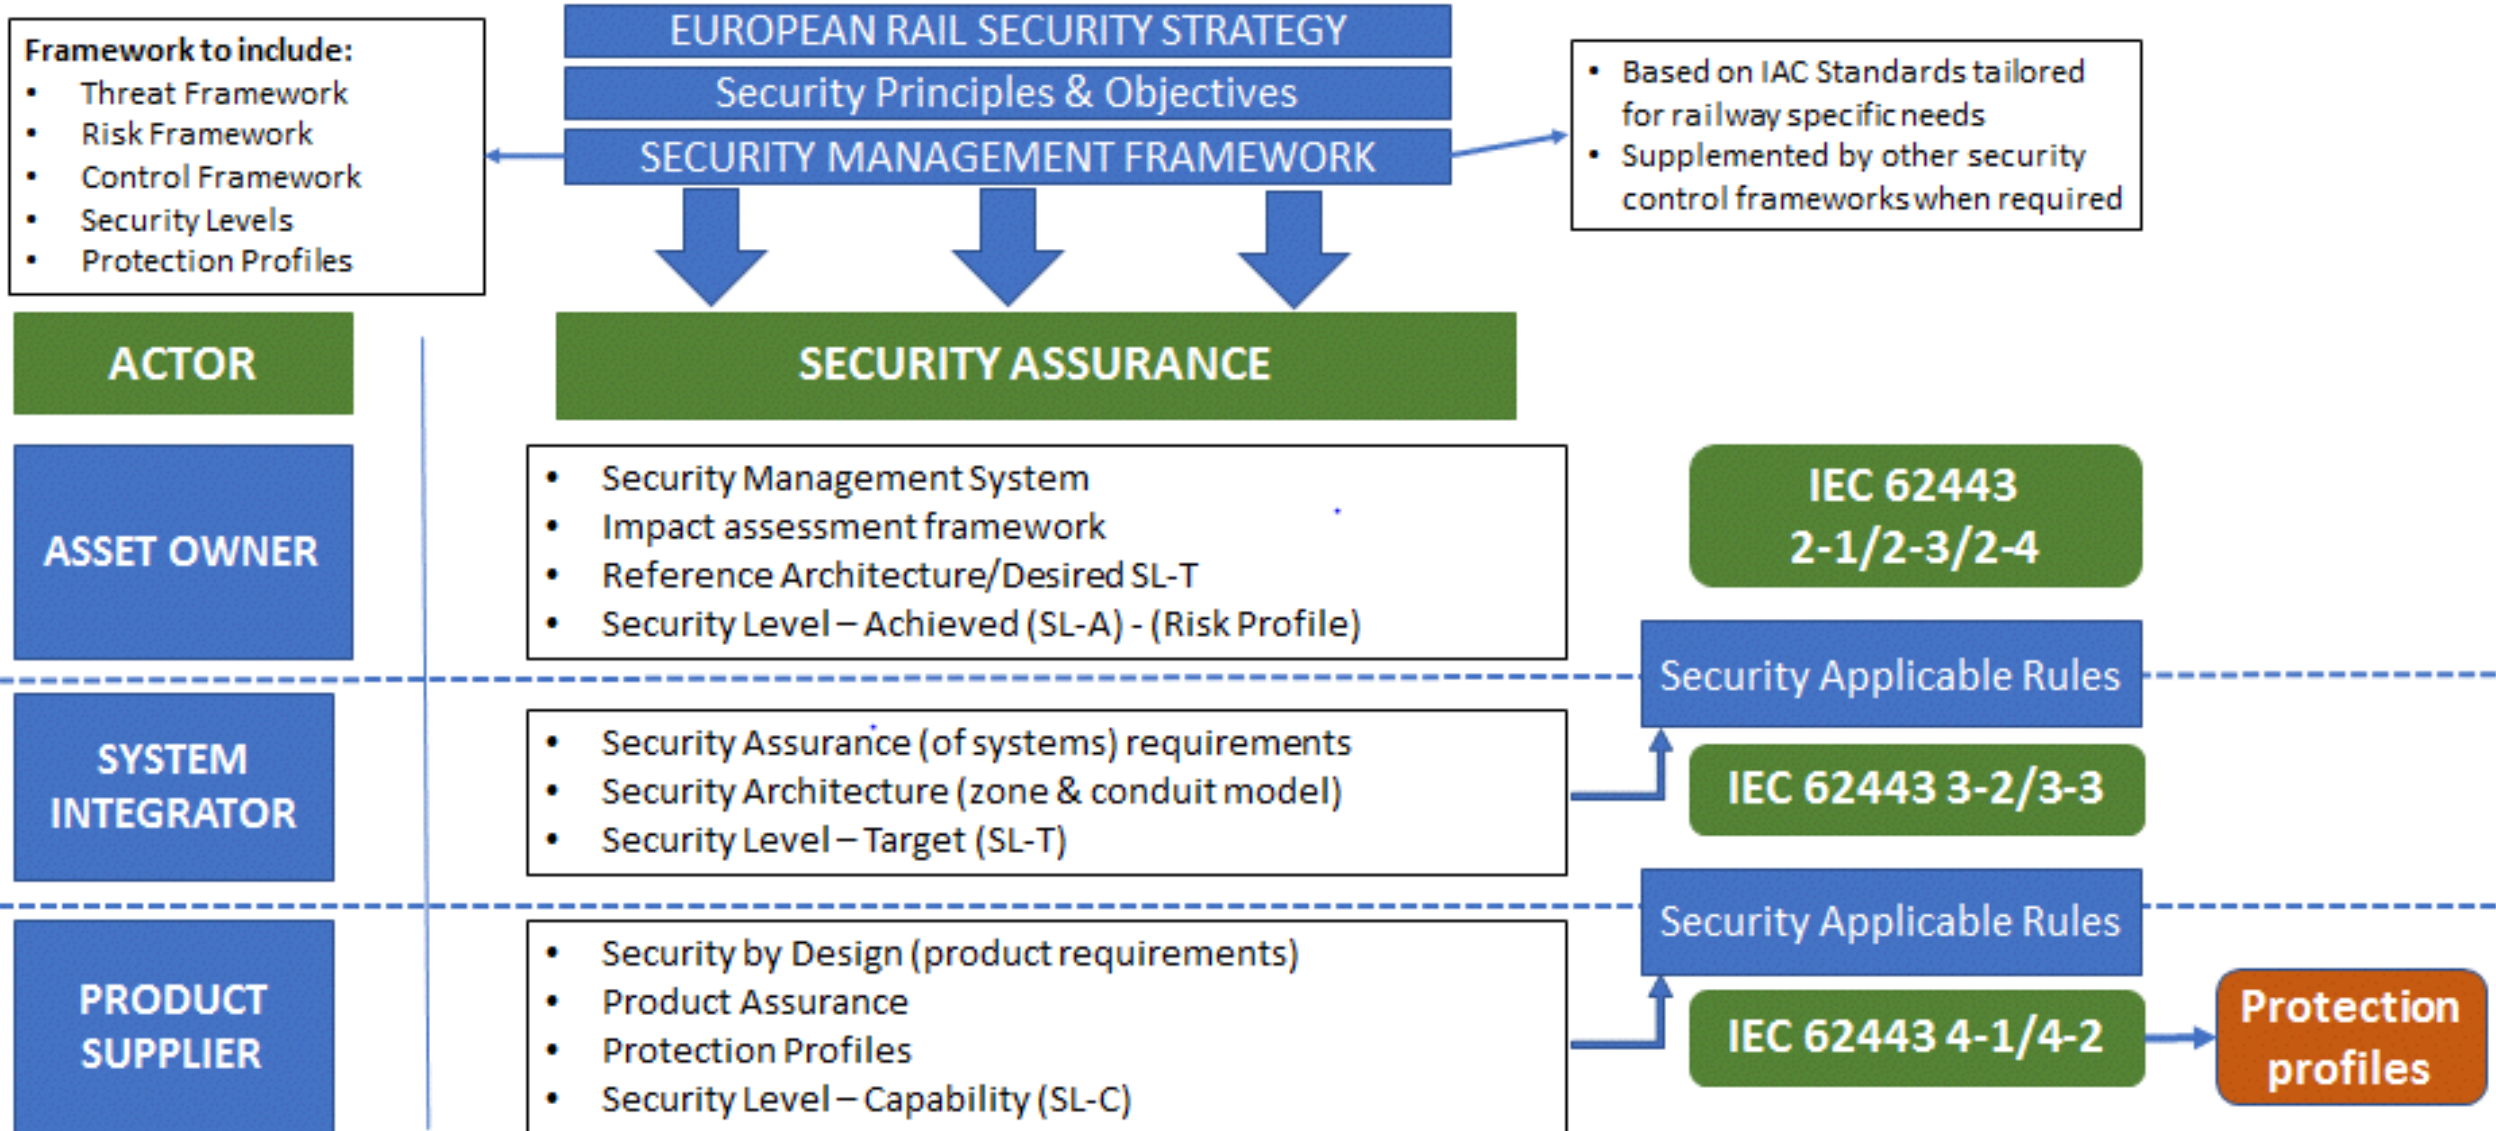 EUROPEAN RAIL SECURITY STRATEGY
Security Principles & Objectives
SECURITY MANAGEMENT FRAMEWORK
Framework to include:
• Threat Framework
• Risk Framework
• Control Framework
• Security Levels
• Protection Profiles
• Based on IAC Standards tailored
for railway specific needs
• Supplemented by other security
control frameworks when required
ACTOR
SECURITY ASSURANCE
ASSET OWNER
• Security Management System
• Impact assessment framework
• Reference Architecture/Desired SL-T
• Security Level – Achieved (SL-A) - (Risk Profile)
IEC 62443
2-1/2-3/2-4
Security Applicable Rules
SYSTEM
INTEGRATOR
• Security Assurance (of systems) requirements
• Security Architecture (zone & conduit model)
• Security Level – Target (SL-T)
IEC 62443 3-2/3-3
Security Applicable Rules
PRODUCT
SUPPLIER
• Security by Design (product requirements)
• Product Assurance
• Protection Profiles
• Security Level – Capability (SL-C)
IEC 62443 4-1/4-2
Protection
profiles